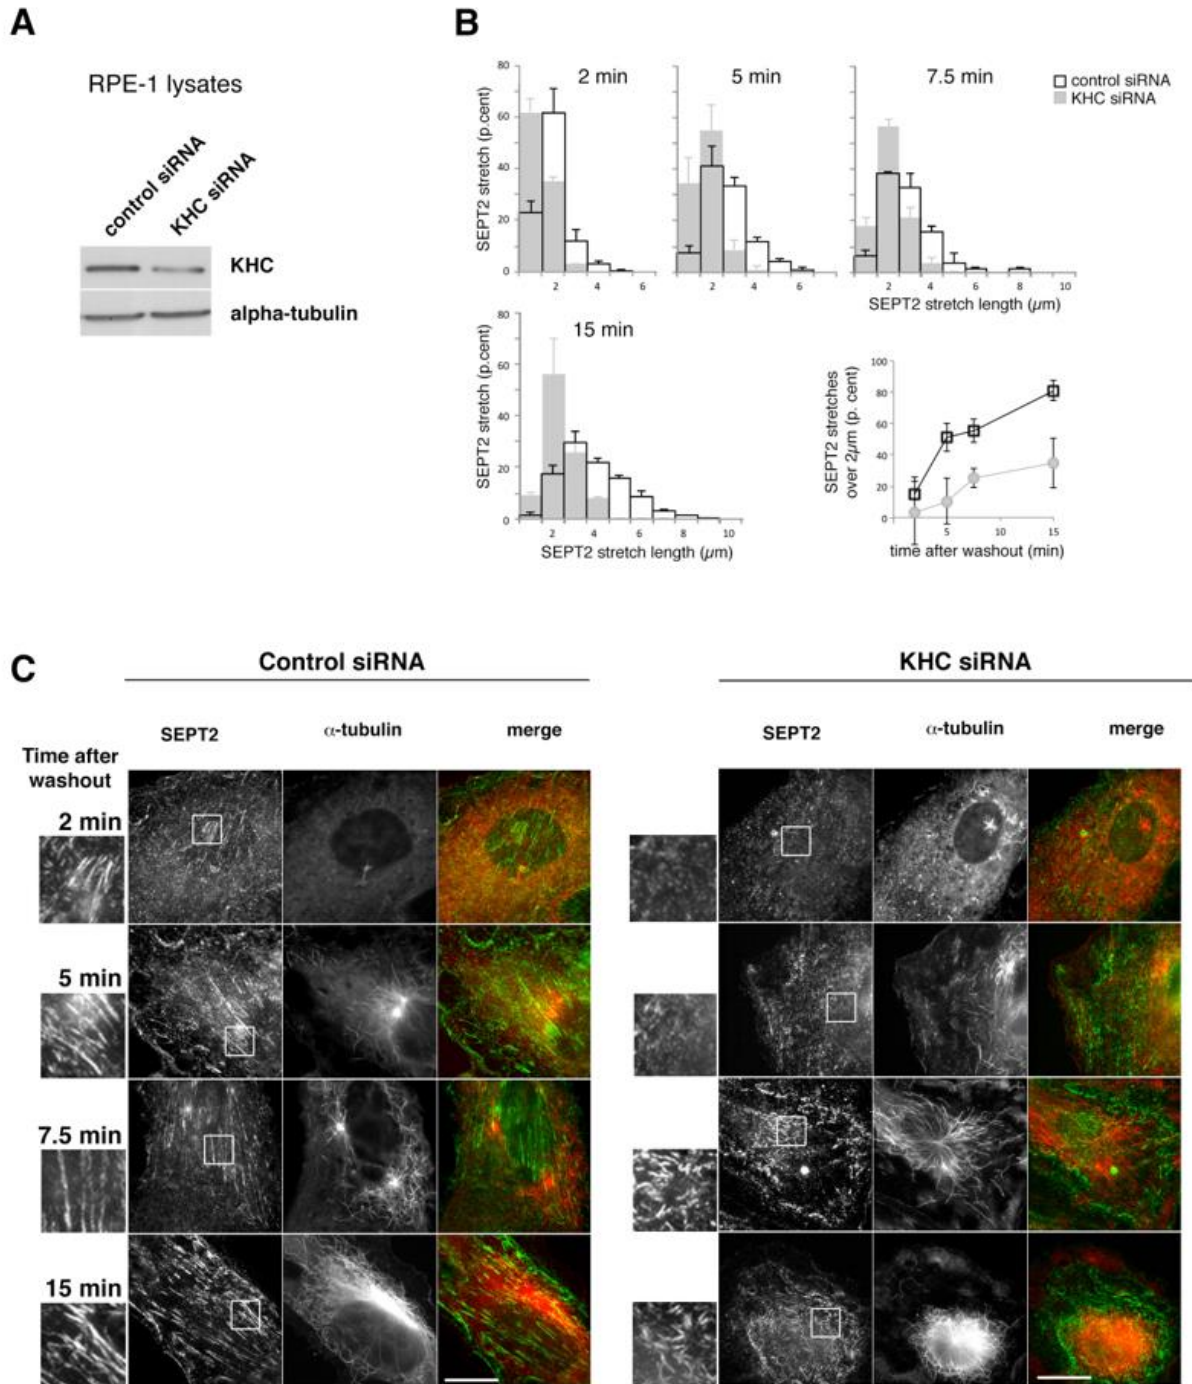 A
RPE-1 lysates
control siRNA
KHC siRNA
KHC
alpha-tubulin
B
2 min
5 min
7.5 min
control siRNA
KHC siRNA
SEPT2 stretch (p.cent)
80
60
40
20
0
2
4
6
2
4
6
2
4
6
8
10
SEPT2 stretch length (µm)
15 min
SEPT2 stretch (p.cent)
80
60
40
20
0
2
4
6
8
10
SEPT2 stretch length (µm)
SEPT2 stretches
over 2µm (p. cent)
100
80
60
40
20
0
5
10
15
time after washout (min)
C
Control siRNA
KHC siRNA
SEPT2
α-tubulin
merge
SEPT2
α-tubulin
merge
Time after
washout
2 min
5 min
7.5 min
15 min